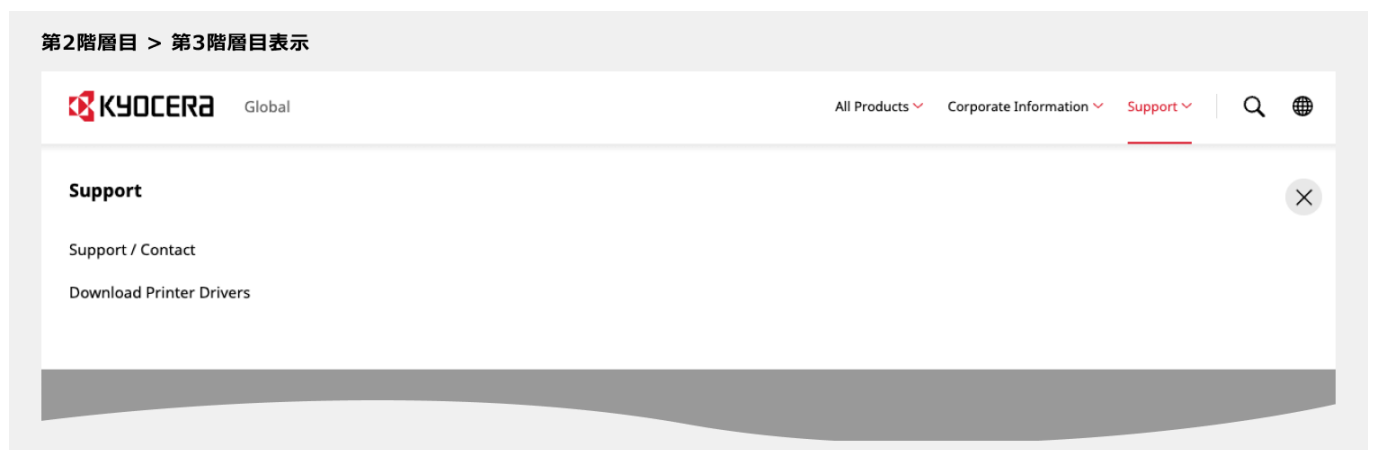 第2階層目 > 第3階層目表示
KYOCERA Global All Products Corporate Information Support
Support
Support / Contact
Download Printer Drivers